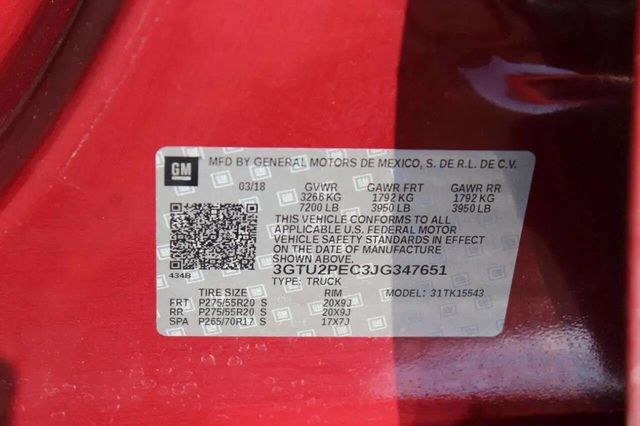 GM MFD BY GENERAL MOTORS DE MEXICO, S. DE R.L. DE C.V.
03/18 GVWR GAWR FRT GAWR RR
3266 KG 1792 KG 1792 KG
7200 LB 3950 LB 3950 LB
THIS VEHICLE CONFORMS TO ALL
APPLICABLE U.S. FEDERAL MOTOR
VEHICLE SAFETY STANDARDS IN EFFECT
ON THE DATE OF MANUFACTURE
SHOWN ABOVE.
434B 3GTU2PEC3JG347651
TYPE: TRUCK
TIRE SIZE RIM MODEL: 31TK15543
FRT P275/55R20 S 20X9J
RR P275/55R20 S 20X9J
SPA P265/70R17 S 17X7J